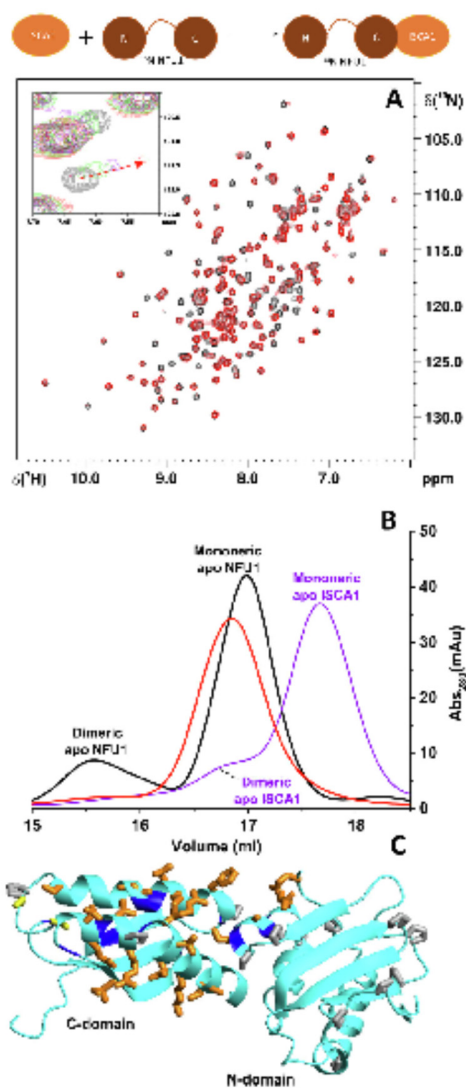 +
N
C
N
C
ISCA1
A
δ(¹⁵N)
105.0
110.0
115.0
120.0
125.0
130.0
δ(¹H)
10.0
9.0
8.0
7.0
ppm
B
Monomeric
apo NFU1
Monomeric
apo ISCA1
Dimeric
apo NFU1
Dimeric
apo ISCA1
50
40
30
20
10
0
(mAu)
15
16
17
18
Volume (ml)
C
C-domain
N-domain